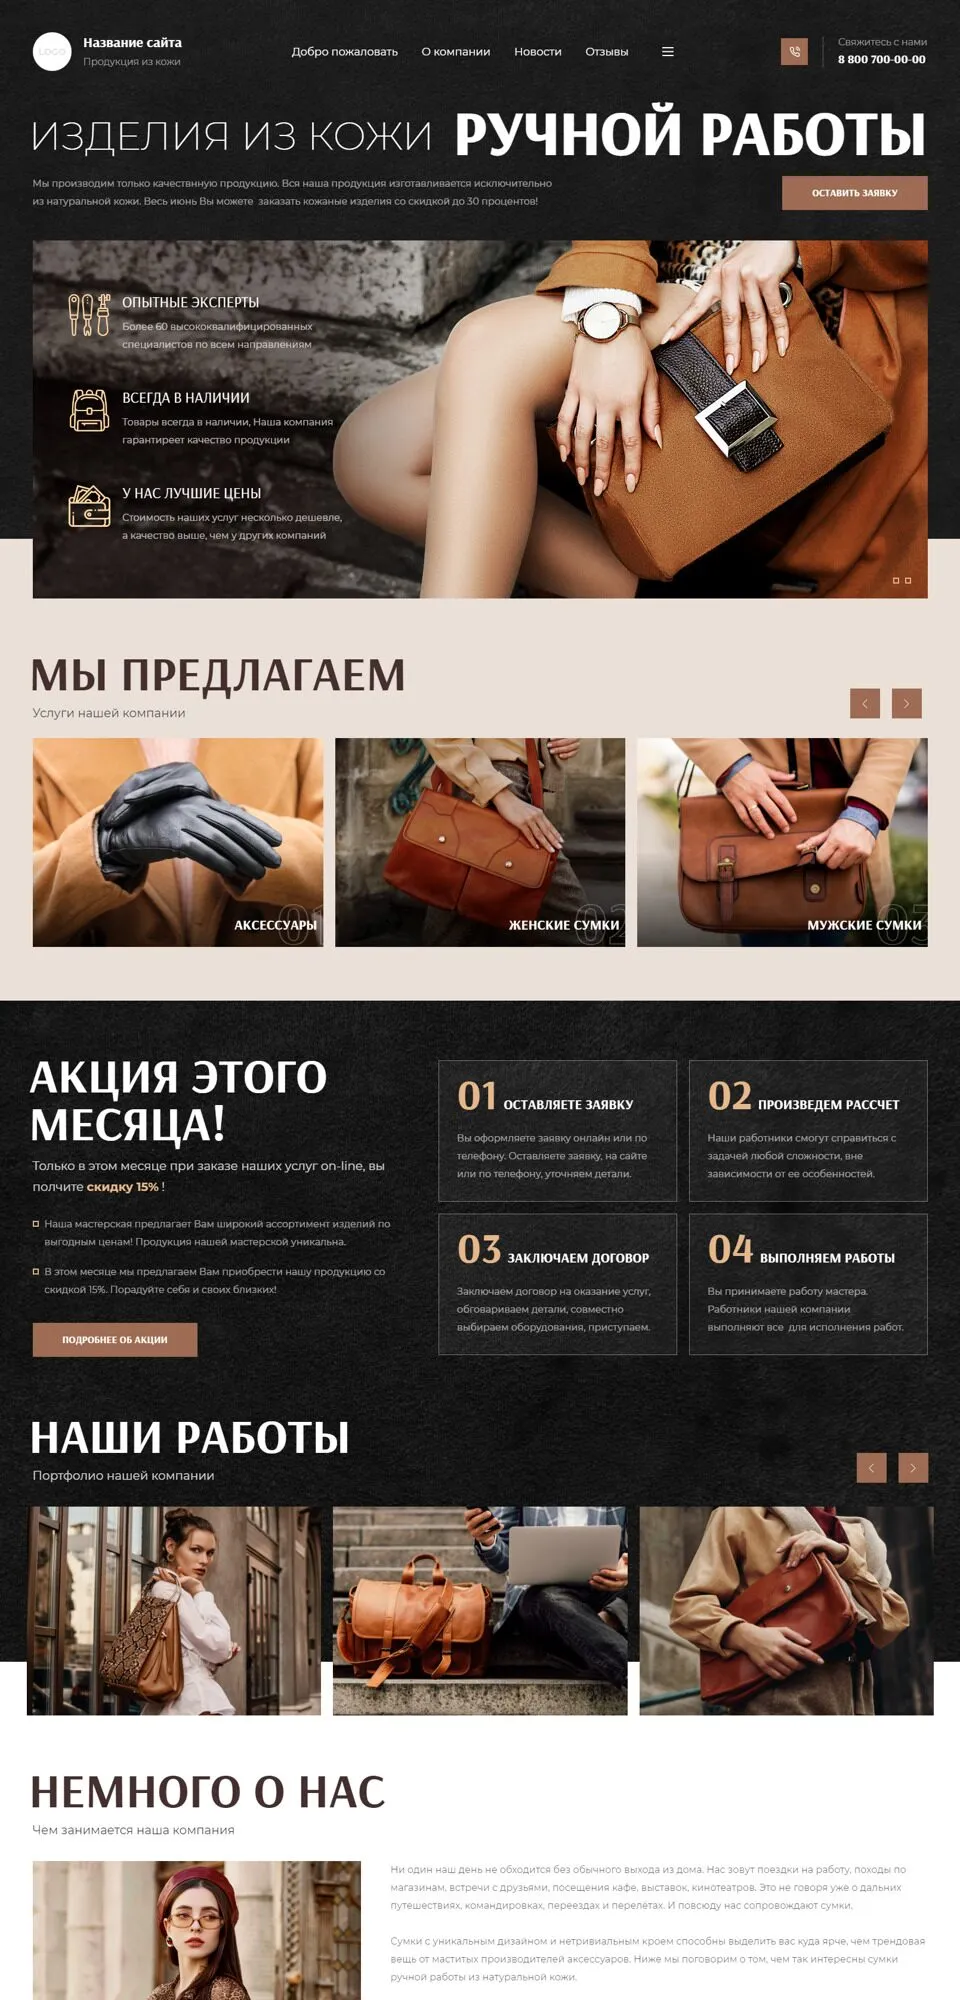 LOGO
Название сайта
Продукция из кожи
Добро пожаловать
О компании
Новости
Отзывы
Свяжитесь с нами
8 800 700-00-00
ИЗДЕЛИЯ ИЗ КОЖИ РУЧНОЙ РАБОТЫ
Мы производим только качествнную продукцию. Вся наша продукция изготавливается исключительно
из натуральной кожи. Весь июнь Вы можете заказать кожаные изделия со скидкой до 30 процентов!
ОСТАВИТЬ ЗАЯВКУ
ОПЫТНЫЕ ЭКСПЕРТЫ
Более 60 высококвалифицированных
специалистов по всем направлениям
ВСЕГДА В НАЛИЧИИ
Товары всегда в наличии, Наша компания
гарантиреет качество продукции
У НАС ЛУЧШИЕ ЦЕНЫ
Стоимость наших услуг несколько дешевле,
а качество выше, чем у других компаний
МЫ ПРЕДЛАГАЕМ
Услуги нашей компании
АКСЕССУАРЫ
01
ЖЕНСКИЕ СУМКИ
02
МУЖСКИЕ СУМКИ
03
АКЦИЯ ЭТОГО
МЕСЯЦА!
Только в этом месяце при заказе наших услуг on-line, вы
полчите скидку 15% !
Наша мастерская предлагает Вам широкий ассортимент изделий по
выгодным ценам! Продукция нашей мастерской уникальна.
В этом месяце мы предлагаем Вам приобрести нашу продукцию со
скидкой 15%. Порадуйте себя и своих близких!
ПОДРОБНЕЕ ОБ АКЦИИ
01 ОСТАВЛЯЕТЕ ЗАЯВКУ
Вы оформляете заявку онлайн или по
телефону. Оставляете заявку, на сайте
или по телефону, уточняем детали.
02 ПРОИЗВЕДЕМ РАССЧЕТ
Наши работники смогут справиться с
задачей любой сложности, вне
зависимости от ее особенностей.
03 ЗАКЛЮЧАЕМ ДОГОВОР
Заключаем договор на оказание услуг,
обговариваем детали, совместно
выбираем оборудования, приступаем.
04 ВЫПОЛНЯЕМ РАБОТЫ
Вы принимаете работу мастера.
Работники нашей компании
выполняют все для исполнения работ.
НАШИ РАБОТЫ
Портфолио нашей компании
НЕМНОГО О НАС
Чем занимается наша компания
Ни один наш день не обходится без обычного выхода из дома. Нас зовут поездки на работу, походы по
магазинам, встречи с друзьями, посещения кафе, выставок, кинотеатров. Это не говоря уже о дальних
путешествиях, командировках, переездах и перелётах. И повсюду нас сопровождают сумки.
Сумки с уникальным дизайном и нетривиальным кроем способны выделить вас куда ярче, чем трендовая
вещь от маститых производителей аксессуаров. Ниже мы поговорим о том, чем так интересны сумки
ручной работы из натуральной кожи.